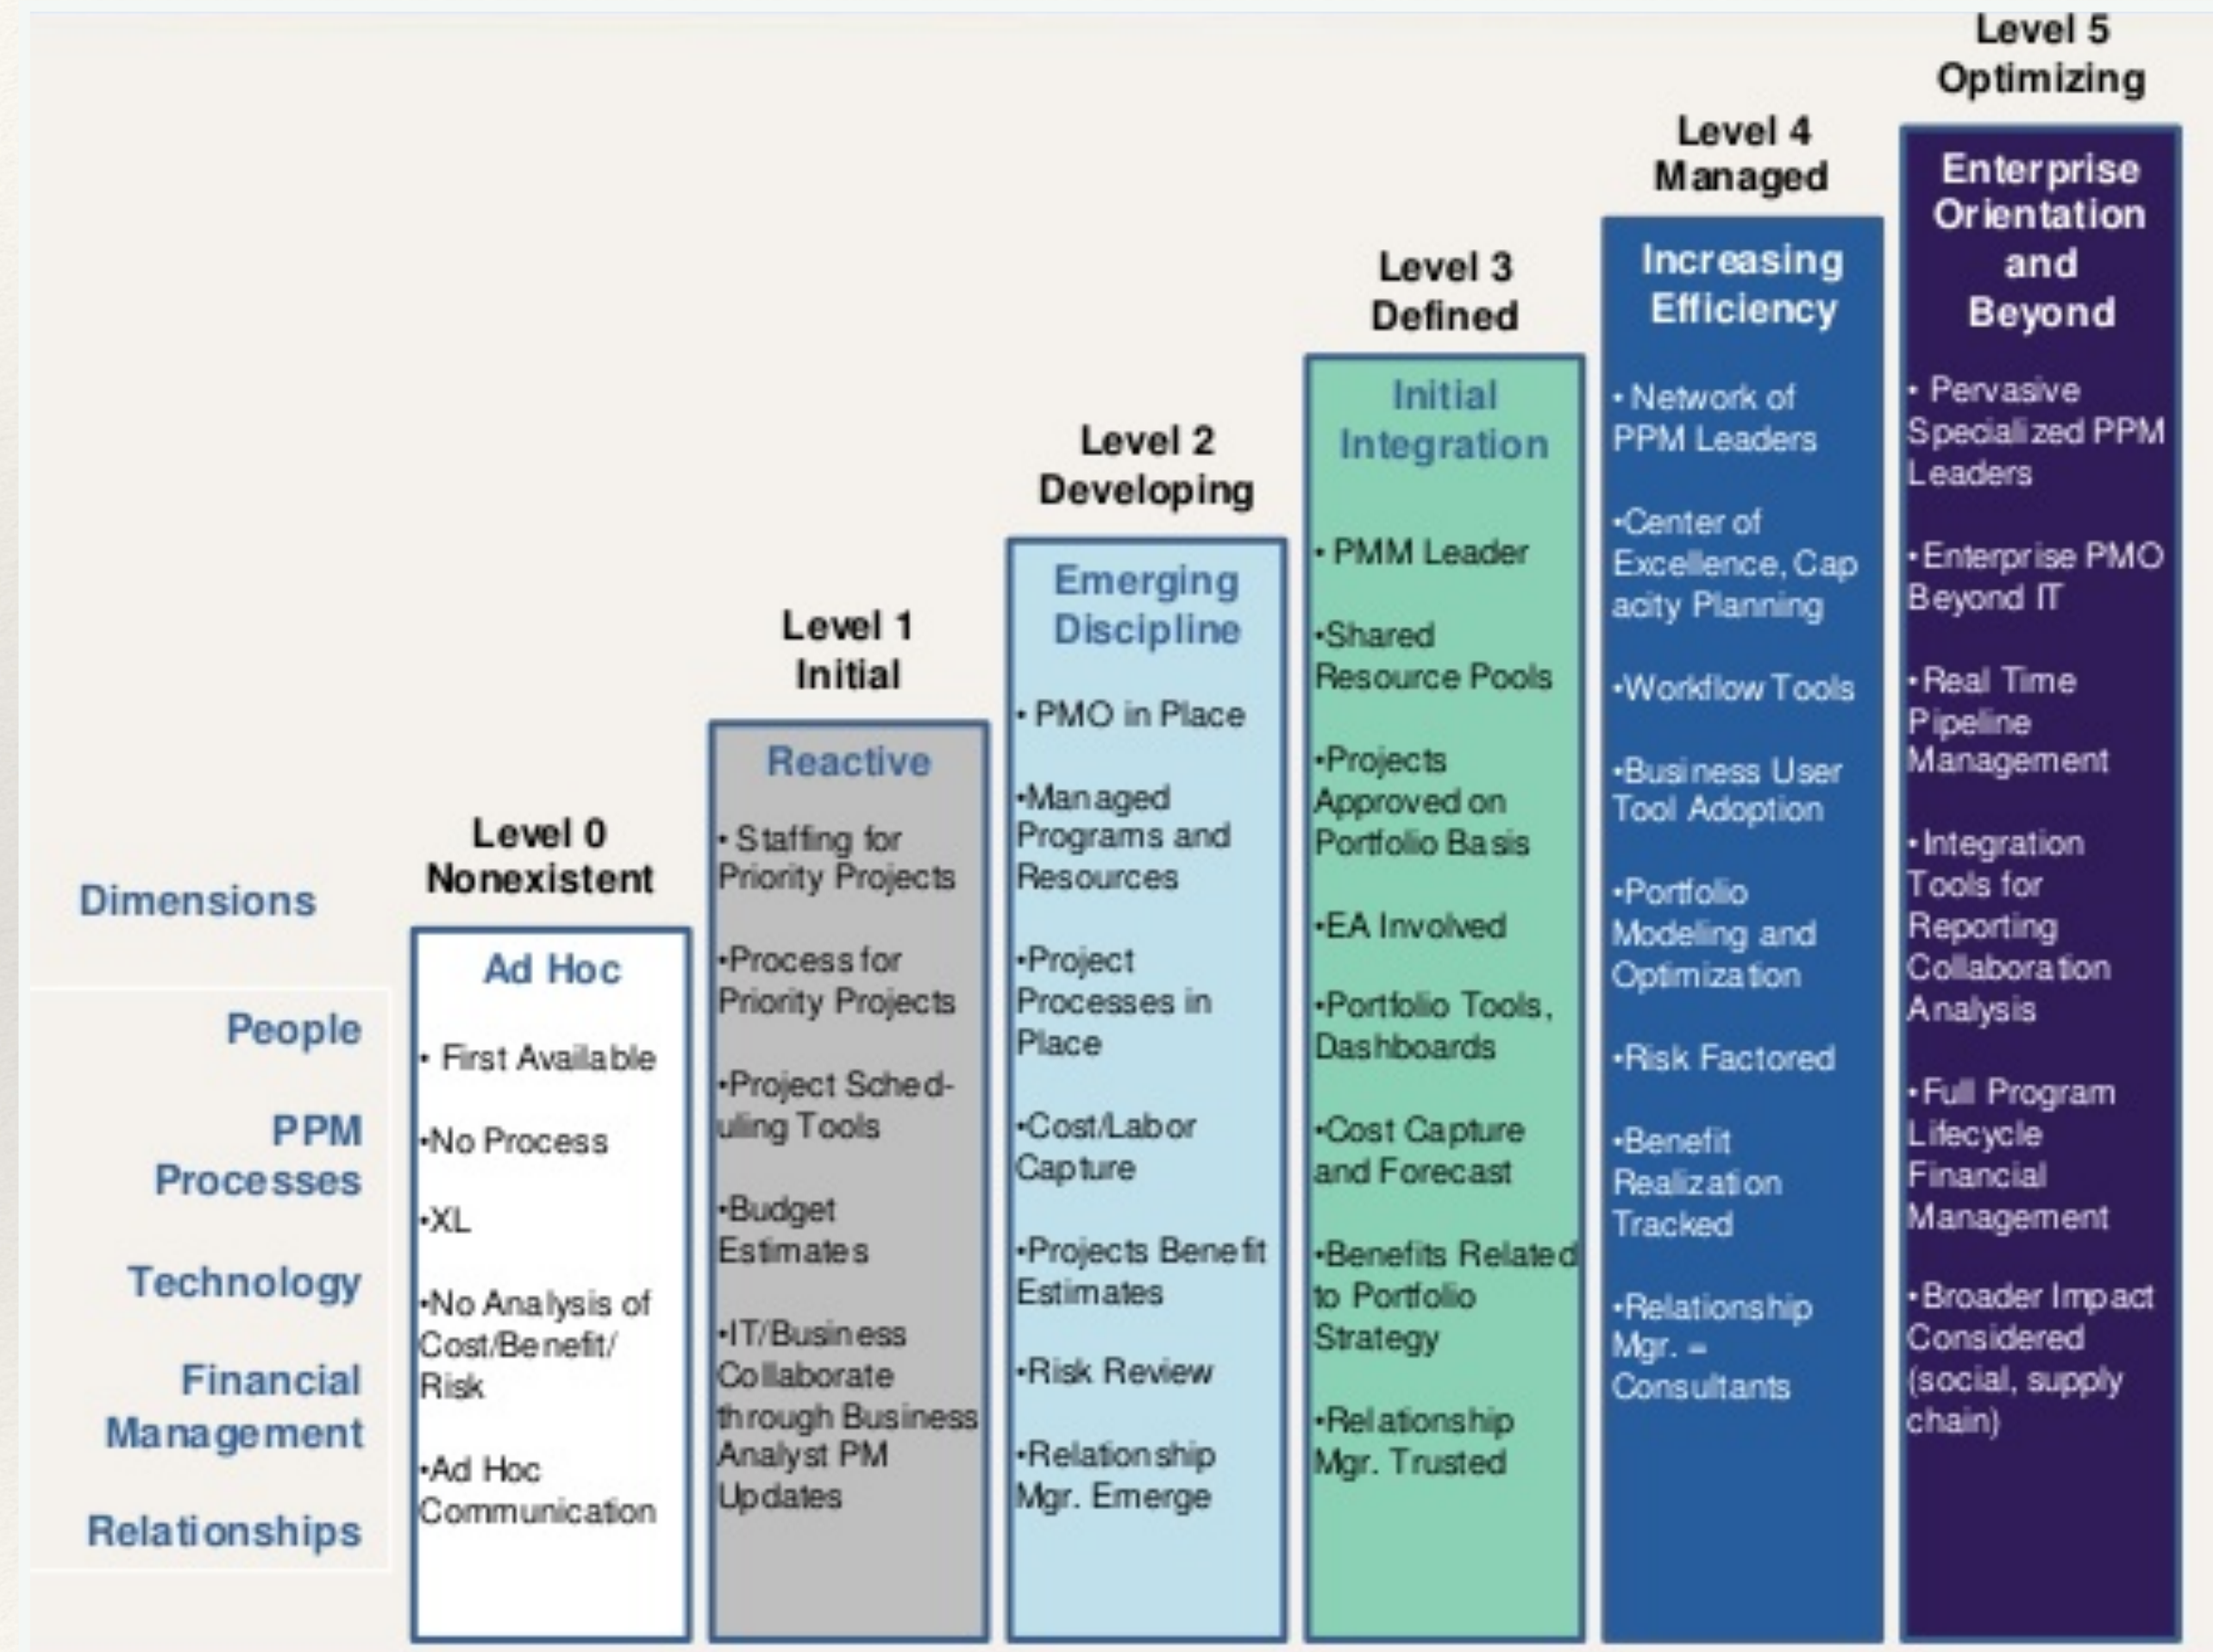 Dimensions
People
PPM
Processes
Technology
Financial
Management
Relationships
Level 0
Nonexistent
Ad Hoc
• First Available
•No Process
•XL
•No Analysis of
Cost/Benefit/
Risk
•Ad Hoc
Communication
Level 1
Initial
Reactive
• Staffing for
Priority Projects
•Process for
Priority Projects
•Project Sched-
uling Tools
•Budget
Estimates
•IT/Business
Collaborate
through Business
Analyst PM
Updates
Level 2
Developing
Emerging
Discipline
• PMO in Place
•Managed
Programs and
Resources
•Project
Processes in
Place
•Cost/Labor
Capture
•Projects Benefit
Estimates
•Risk Review
•Relationship
Mgr. Emerge
Level 3
Defined
Initial
Integration
• PMM Leader
•Shared
Resource Pools
•Projects
Approved on
Portfolio Basis
•EA Involved
•Portfolio Tools,
Dashboards
•Cost Capture
and Forecast
•Benefits Related
to Portfolio
Strategy
•Relationship
Mgr. Trusted
Level 4
Managed
Increasing
Efficiency
• Network of
PPM Leaders
•Center of
Excellence, Cap
acity Planning
•Workflow Tools
•Business User
Tool Adoption
•Portfolio
Modeling and
Optimization
•Risk Factored
•Benefit
Realization
Tracked
•Relationship
Mgr. =
Consultants
Level 5
Optimizing
Enterprise
Orientation
and
Beyond
• Pervasive
Specialized PPM
Leaders
•Enterprise PMO
Beyond IT
•Real Time
Pipeline
Management
•Integration
Tools for
Reporting
Collaboration
Analysis
•Full Program
Lifecycle
Financial
Management
•Broader Impact
Considered
(social, supply
chain)